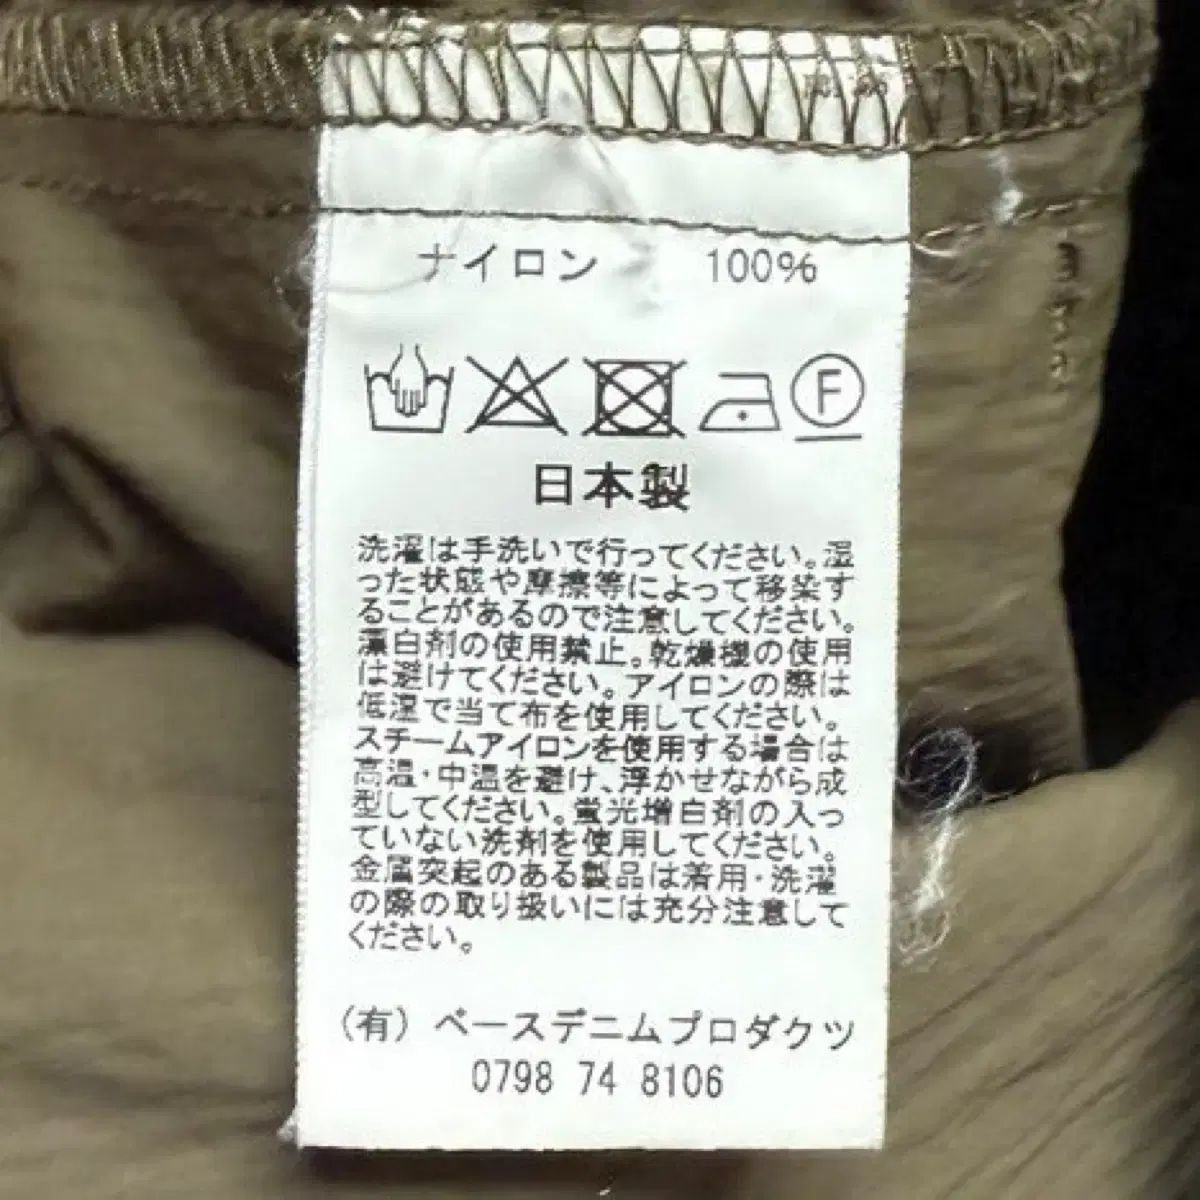 ナイロン 100%
F
日本製
洗濯は手洗いで行ってください。湿
った状態や摩擦等によって移染す
ることがあるので注意してください。
漂白剤の使用禁止。乾燥機の使用
は避けてください。アイロンの際は
低温で当て布を使用してください。
スチームアイロンを使用する場合は
高温・中温を避け、浮かせながら成
型してください。蛍光増白剤の入っ
ていない洗剤を使用してください。
金属突起のある製品は着用・洗濯
の際の取り扱いには充分注意して
ください。
(有) ベースデニムプロダクツ
0798 74 8106